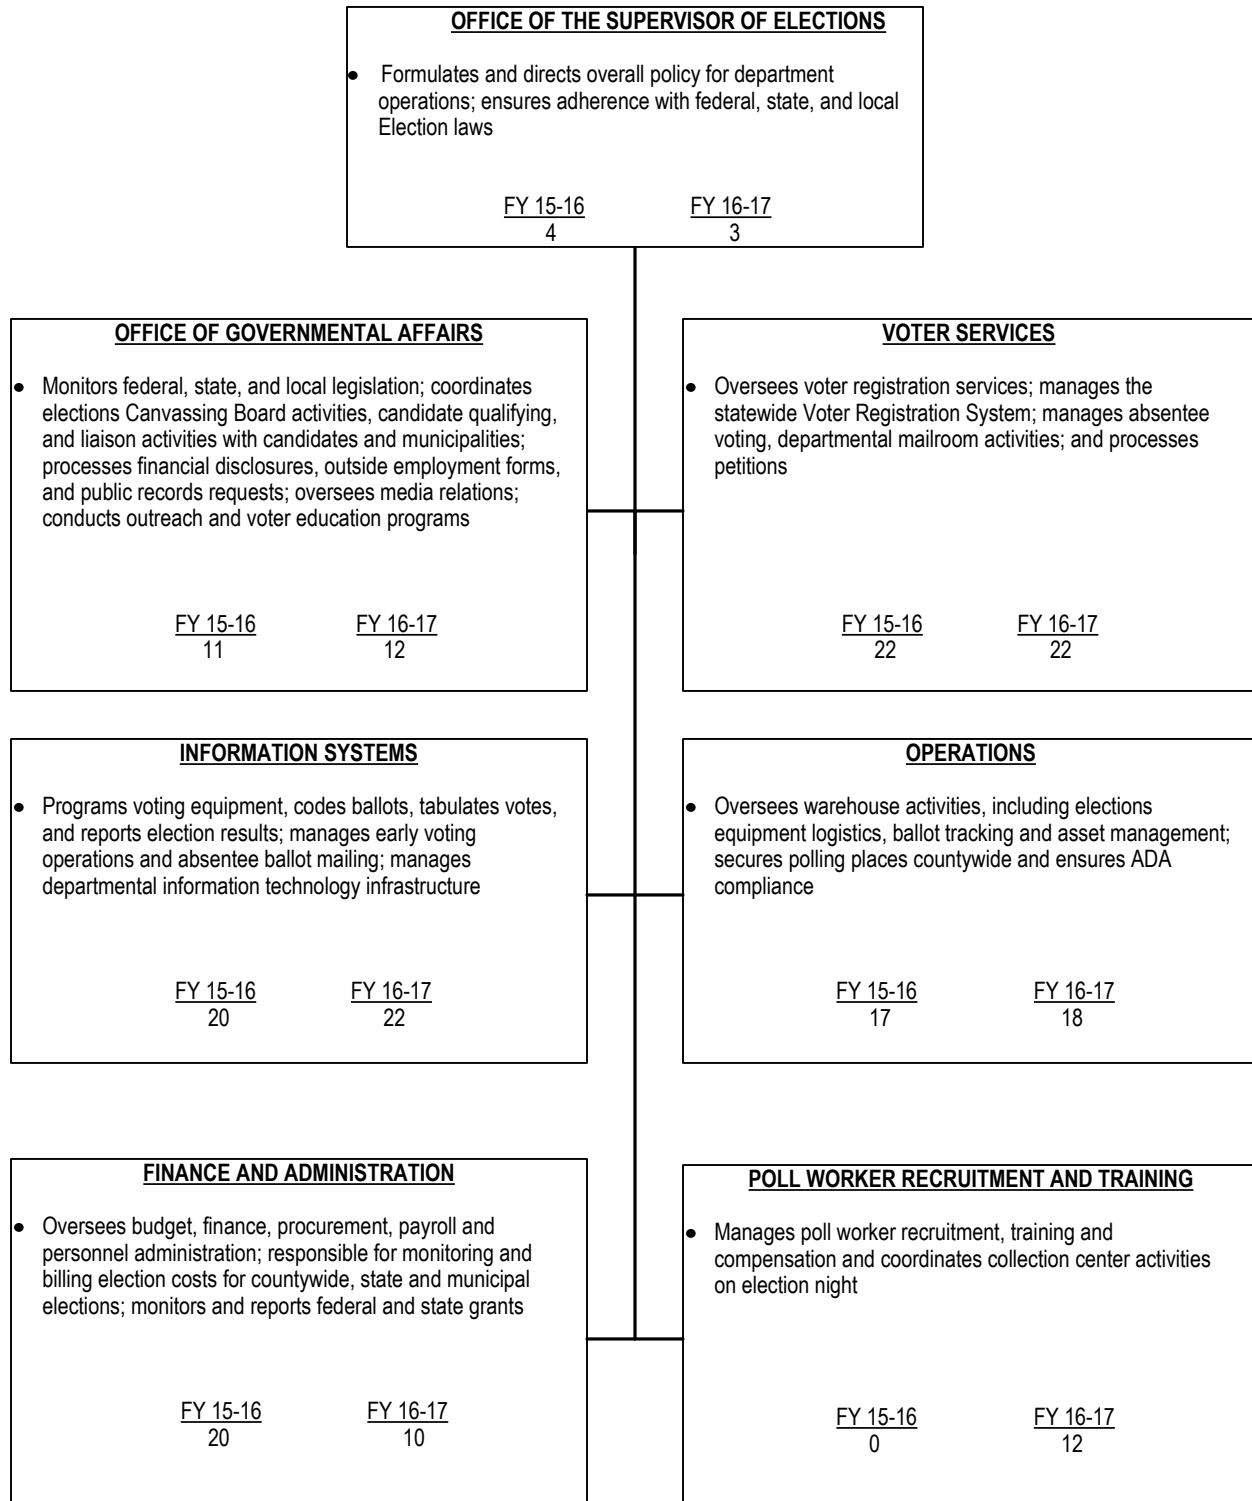 OFFICE OF THE SUPERVISOR OF ELECTIONS
• Formulates and directs overall policy for department
operations; ensures adherence with federal, state, and local
Election laws
FY 15-16 FY 16-17
4 3
OFFICE OF GOVERNMENTAL AFFAIRS
• Monitors federal, state, and local legislation; coordinates
elections Canvassing Board activities, candidate qualifying,
and liaison activities with candidates and municipalities;
processes financial disclosures, outside employment forms,
and public records requests; oversees media relations;
conducts outreach and voter education programs
FY 15-16 FY 16-17
11 12
VOTER SERVICES
• Oversees voter registration services; manages the
statewide Voter Registration System; manages absentee
voting, departmental mailroom activities; and processes
petitions
FY 15-16 FY 16-17
22 22
INFORMATION SYSTEMS
• Programs voting equipment, codes ballots, tabulates votes,
and reports election results; manages early voting
operations and absentee ballot mailing; manages
departmental information technology infrastructure
FY 15-16 FY 16-17
20 22
OPERATIONS
• Oversees warehouse activities, including elections
equipment logistics, ballot tracking and asset management;
secures polling places countywide and ensures ADA
compliance
FY 15-16 FY 16-17
17 18
FINANCE AND ADMINISTRATION
• Oversees budget, finance, procurement, payroll and
personnel administration; responsible for monitoring and
billing election costs for countywide, state and municipal
elections; monitors and reports federal and state grants
FY 15-16 FY 16-17
20 10
POLL WORKER RECRUITMENT AND TRAINING
• Manages poll worker recruitment, training and
compensation and coordinates collection center activities
on election night
FY 15-16 FY 16-17
0 12